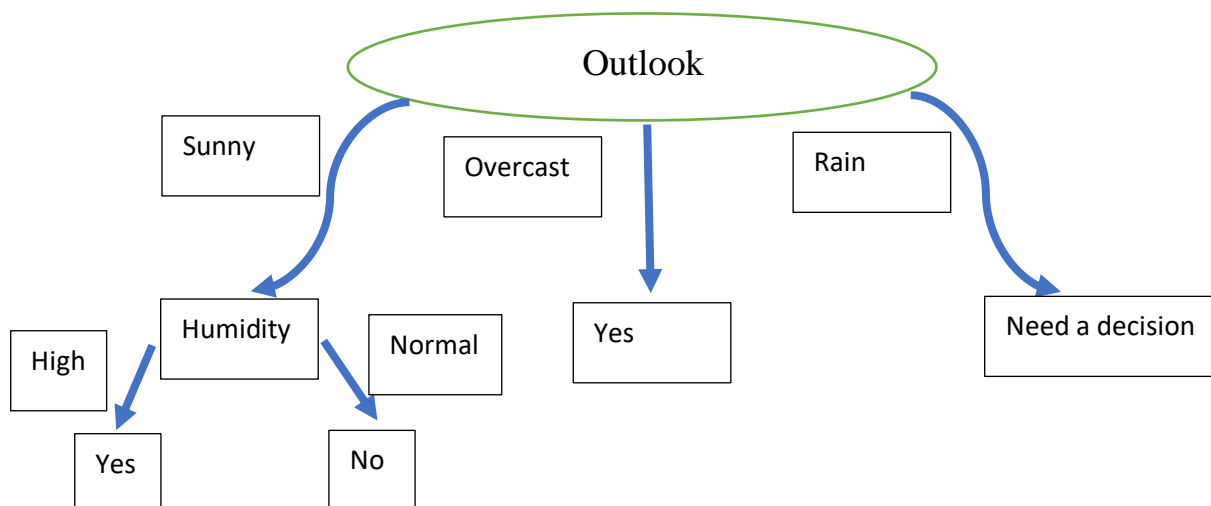 Outlook
Sunny
Overcast
Rain
Humidity
Normal
Yes
Need a decision
High
Yes
No